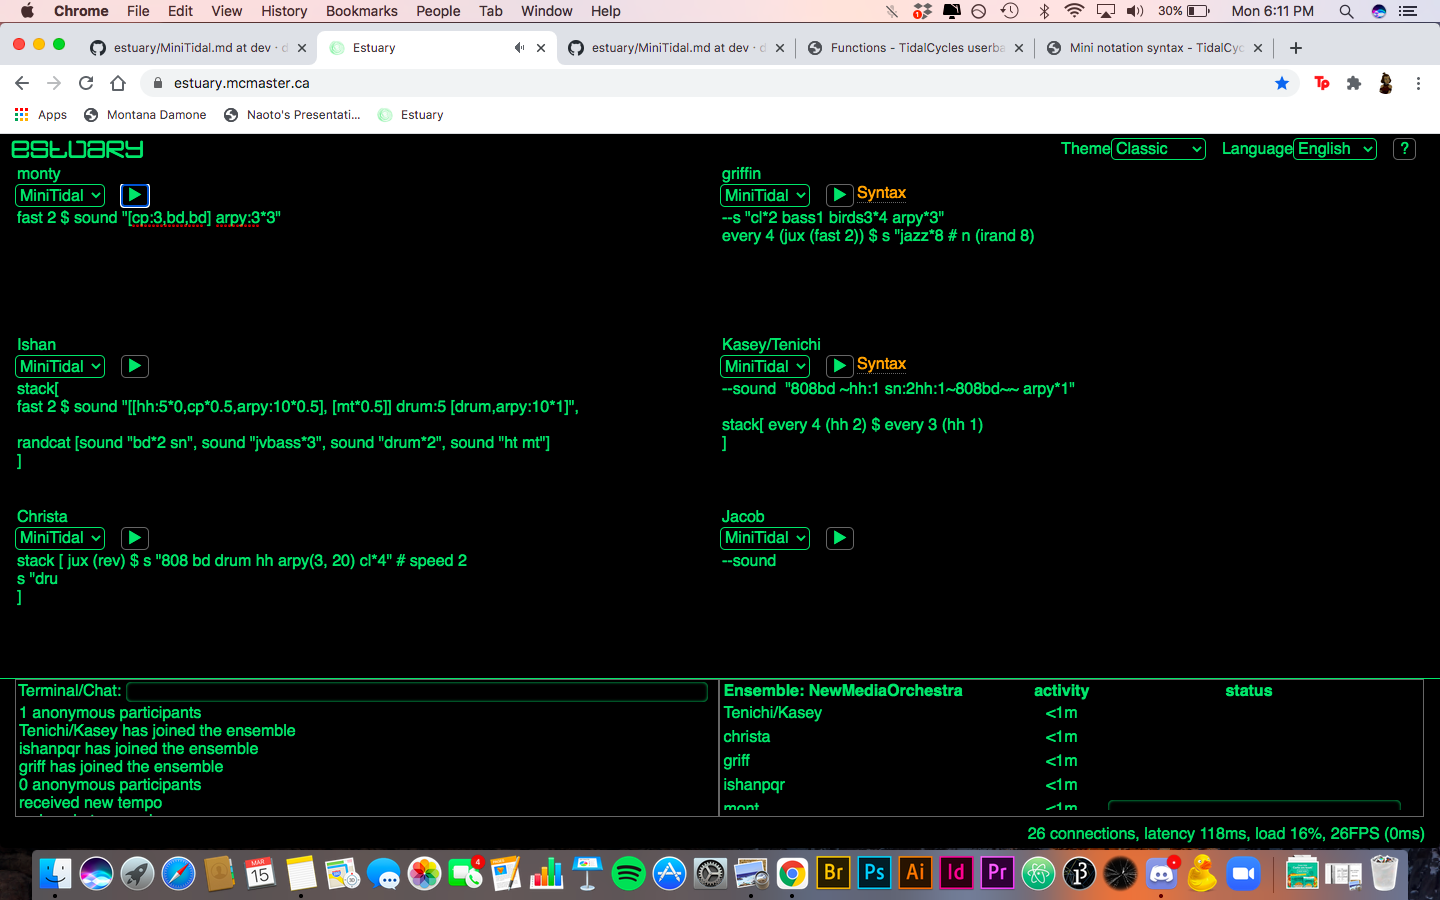 Chrome File Edit View History Bookmarks People Tab Window Help 1 30% Mon 6:11 PM
estuary/MiniTidal.md at dev · d Estuary estuary/MiniTidal.md at dev · d Functions - TidalCycles userba Mini notation syntax - TidalCyc
estuary.mcmaster.ca Tp
Apps Montana Damone Naoto's Presentati... Estuary
estuary Theme Classic Language English ?
monty
MiniTidal
fast 2 $ sound "[cp:3,bd,bd] arpy:3*3"
griffin
MiniTidal Syntax
--s "cl*2 bass1 birds3*4 arpy*3"
every 4 (jux (fast 2)) $ s "jazz*8 # n (irand 8)
Ishan
MiniTidal
stack[
fast 2 $ sound "[[hh:5*0,cp*0.5,arpy:10*0.5], [mt*0.5]] drum:5 [drum,arpy:10*1]",
randcat [sound "bd*2 sn", sound "jvbass*3", sound "drum*2", sound "ht mt"]
]
Kasey/Tenichi
MiniTidal Syntax
--sound "808bd ~hh:1 sn:2hh:1~808bd~~ arpy*1"
stack[ every 4 (hh 2) $ every 3 (hh 1)
]
Christa
MiniTidal
stack [ jux (rev) $ s "808 bd drum hh arpy(3, 20) cl*4" # speed 2
s "dru
]
Jacob
MiniTidal
--sound
Terminal/Chat:
1 anonymous participants
Tenichi/Kasey has joined the ensemble
ishanpqr has joined the ensemble
griff has joined the ensemble
0 anonymous participants
received new tempo
Ensemble: NewMediaOrchestra activity status
Tenichi/Kasey <1m
christa <1m
griff <1m
ishanpqr <1m
mont <1m
26 connections, latency 118ms, load 16%, 26FPS (0ms)
MAR 15 4 Br Ps Ai Id Pr